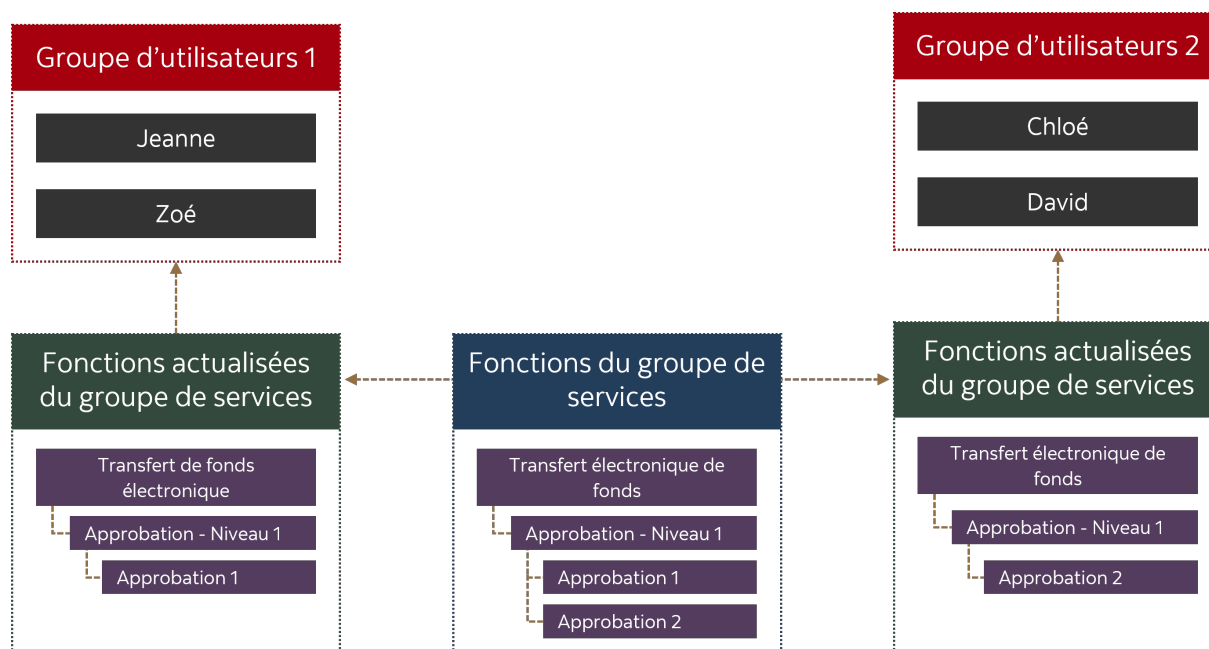 Groupe d'utilisateurs 1
Jeanne
Zoé
Groupe d'utilisateurs 2
Chloé
David
Fonctions actualisées
du groupe de services
Transfert de fonds
électronique
Approbation - Niveau 1
Approbation 1
Fonctions du groupe de
services
Transfert électronique de
fonds
Approbation - Niveau 1
Approbation 1
Approbation 2
Fonctions actualisées
du groupe de services
Transfert électronique de
fonds
Approbation - Niveau 1
Approbation 2